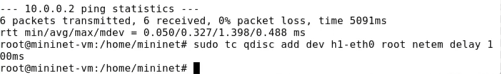 --- 10.0.0.2 ping statistics ---
6 packets transmitted, 6 received, 0% packet loss, time 5091ms
rtt min/avg/max/mdev = 0.050/0.327/1.398/0.488 ms
root@mininet-vm:/home/mininet# sudo tc qdisc add dev h1-eth0 root netem delay 1
00ms
root@mininet-vm:/home/mininet#